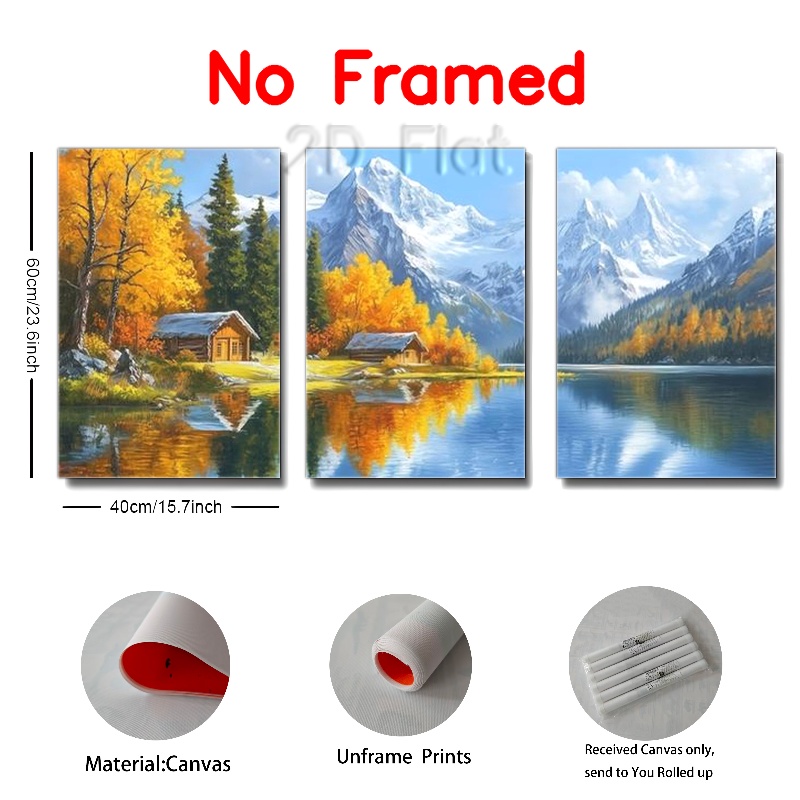 No Framed
2D Flat
60cm/23.6inch
40cm/15.7inch
Material:Canvas
Unframe Prints
Received Canvas only,
send to You Rolled up